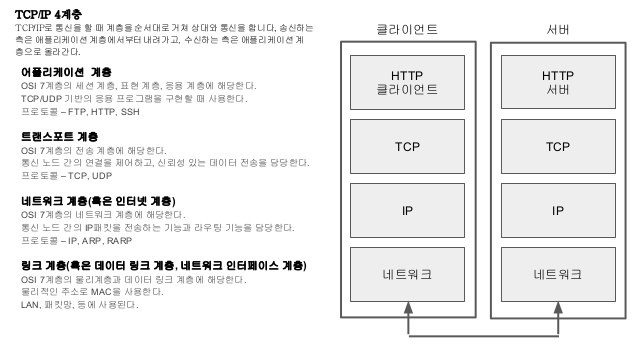 TCP/IP 4계층
TCP/IP로 통신을 할 때 계층을 순서대로 거쳐 상대와 통신을 합니다, 송신하는
측은 애플리케이션 계층에서부터 내려가고, 수신하는 측은 애플리케이션 계
층으로 올라간다.
어플리케이션 계층
OSI 7계층의 세션 계층, 표현 계층, 응용 계층에 해당한다.
TCP/UDP 기반의 응용 프로그램을 구현할 때 사용한다.
프로토콜 – FTP, HTTP, SSH
트랜스포트 계층
OSI 7계층의 전송 계층에 해당한다.
통신 노드 간의 연결을 제어하고, 신뢰성 있는 데이터 전송을 담당한다.
프로토콜 – TCP, UDP
네트워크 계층(혹은 인터넷 계층)
OSI 7계층의 네트워크 계층에 해당한다.
통신 노드 간의 IP패킷을 전송하는 기능과 라우팅 기능을 담당한다.
프로토콜 – IP, ARP, RARP
링크 계층(혹은 데이터 링크 계층, 네트워크 인터페이스 계층)
OSI 7계층의 물리계층과 데이터 링크 계층에 해당한다.
물리적인 주소로 MAC을 사용한다.
LAN, 패킷망, 등에 사용된다.
클라이언트
HTTP
클라이언트
TCP
IP
네트워크
서버
HTTP
서버
TCP
IP
네트워크